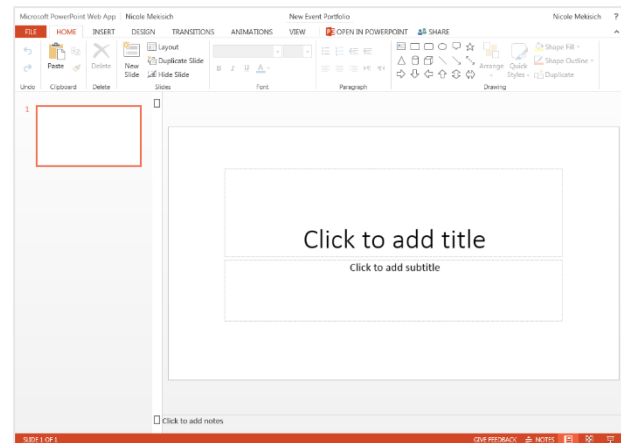 Microsoft PowerPoint Web App Nicole Mekisich New Event Portfolio Nicole Mekisich ?
FILE HOME INSERT DESIGN TRANSITIONS ANIMATIONS VIEW OPEN IN POWERPOINT SHARE
Layout Shape Fill
Duplicate Slide Shape Outline
Paste Delete New Slide Hide Slide B I U A Arrange Quick Styles Duplicate
Undo Clipboard Delete Slides Font Paragraph Drawing
1
Click to add title
Click to add subtitle
Click to add notes
SLIDE 1 OF 1 GIVE FEEDBACK NOTES